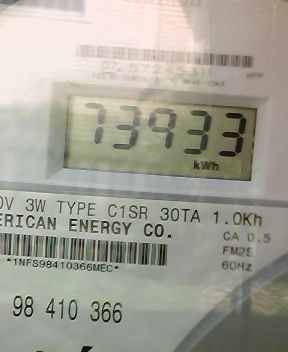 73933
kWh
0V 3W TYPE C1SR 30TA 1.0Kh
ERICAN ENERGY CO.
CA 0.5
FM2S
*1NFS98410366MEC*
60Hz
98 410 366